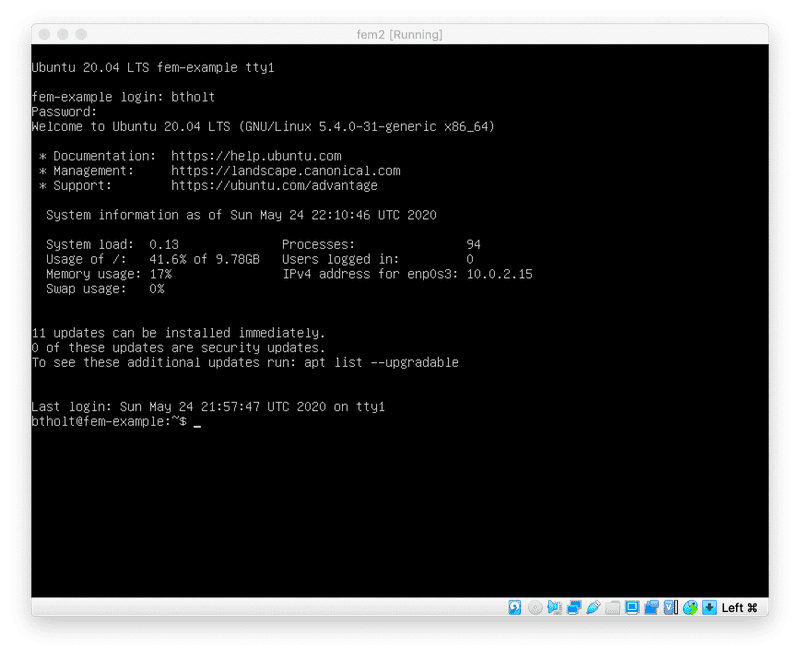 fem2 [Running]
Ubuntu 20.04 LTS fem-example tty1
fem-example login: btholt
Password:
Welcome to Ubuntu 20.04 LTS (GNU/Linux 5.4.0-31-generic x86_64)
* Documentation:  https://help.ubuntu.com
* Management:     https://landscape.canonical.com
* Support:        https://ubuntu.com/advantage
System information as of Sun May 24 22:10:46 UTC 2020
System load:  0.13              Processes:               94
Usage of /:   41.6% of 9.78GB   Users logged in:         0
Memory usage: 17%               IPv4 address for enp0s3: 10.0.2.15
Swap usage:   0%
11 updates can be installed immediately.
0 of these updates are security updates.
To see these additional updates run: apt list --upgradable
Last login: Sun May 24 21:57:47 UTC 2020 on tty1
btholt@fem-example:~$ _
Left ⌘